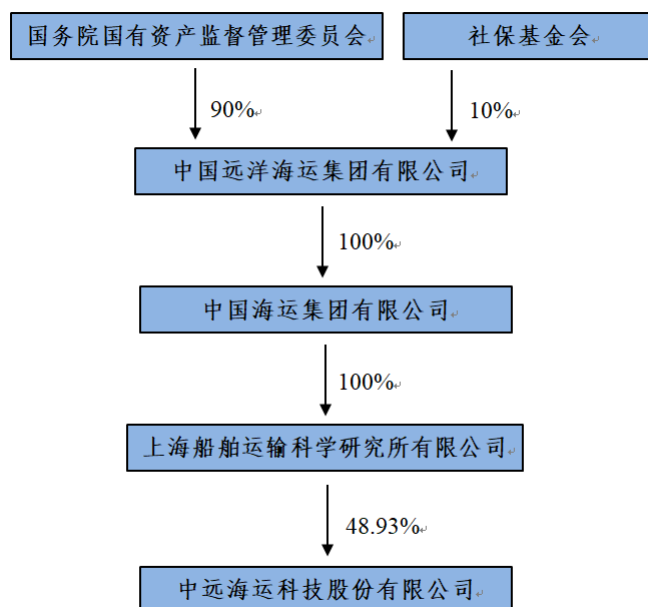 国务院国有资产监督管理委员会
社保基金会
90%
10%
中国远洋海运集团有限公司
100%
中国海运集团有限公司
100%
上海船舶运输科学研究所有限公司
48.93%
中远海运科技股份有限公司